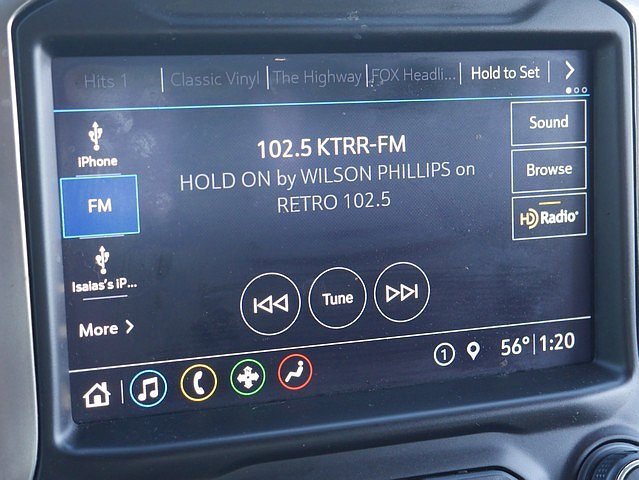 Hits 1
Classic Vinyl
The Highway
FOX Headli...
Hold to Set
iPhone
FM
Isaias's iP...
More
102.5 KTRR-FM
HOLD ON by WILSON PHILLIPS on
RETRO 102.5
Tune
Sound
Browse
HD Radio®
1
56° 1:20